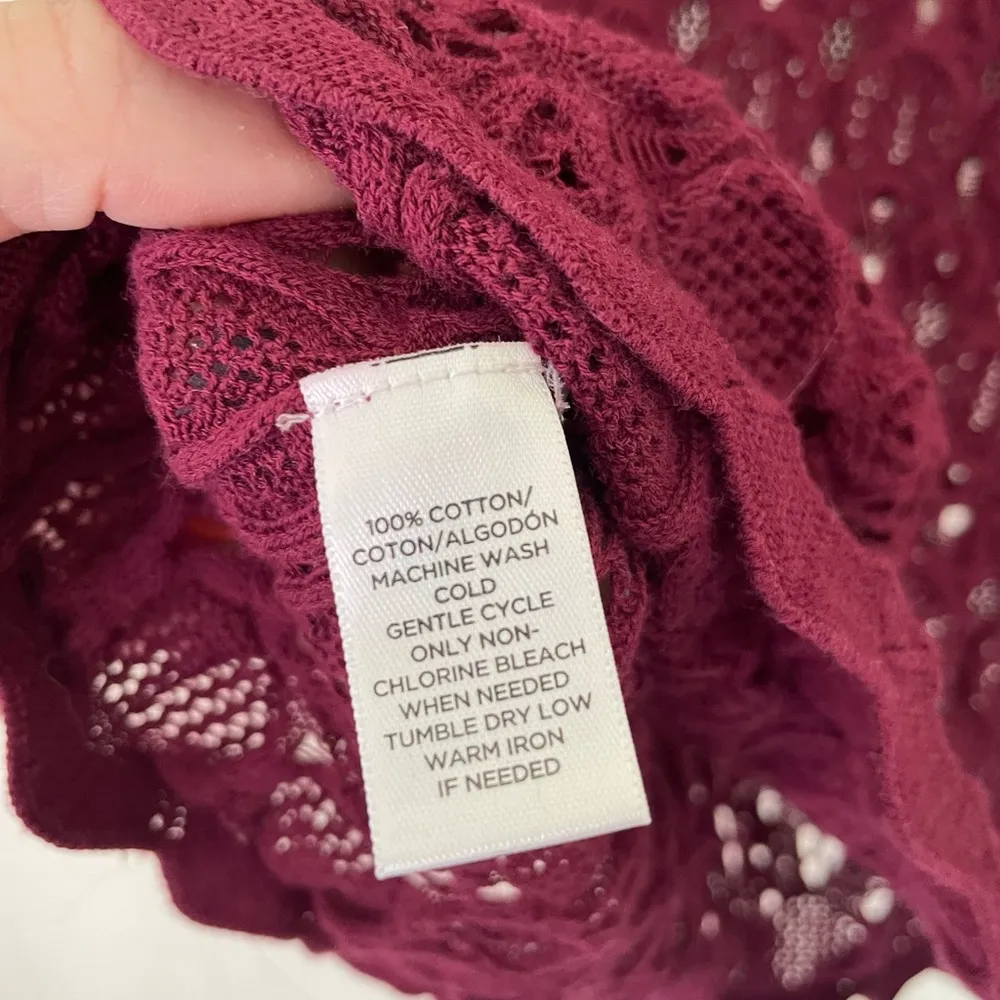 100% COTTON/
COTON/ALGODÓN
MACHINE WASH
COLD
GENTLE CYCLE
ONLY NON-
CHLORINE BLEACH
WHEN NEEDED
TUMBLE DRY LOW
WARM IRON
IF NEEDED